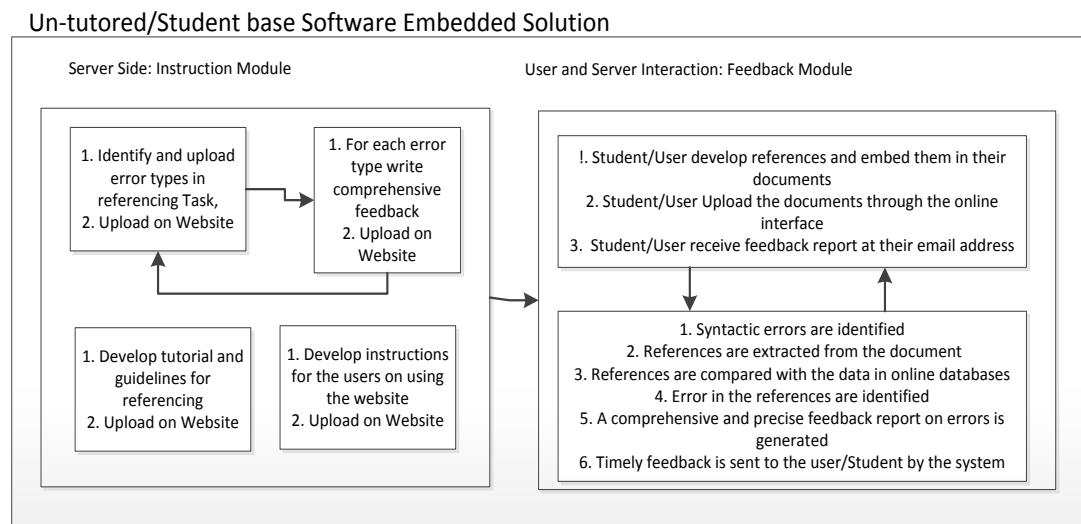 Un-tutored/Student base Software Embedded Solution
Server Side: Instruction Module
User and Server Interaction: Feedback Module
1. Identify and upload
error types in
referencing Task,
2. Upload on Website
1. For each error
type write
comprehensive
feedback
2. Upload on
Website
1. Develop tutorial and
guidelines for
referencing
2. Upload on Website
1. Develop instructions
for the users on using
the website
2. Upload on Website
!. Student/User develop references and embed them in their
documents
2. Student/User Upload the documents through the online
interface
3. Student/User receive feedback report at their email address
1. Syntactic errors are identified
2. References are extracted from the document
3. References are compared with the data in online databases
4. Error in the references are identified
5. A comprehensive and precise feedback report on errors is
generated
6. Timely feedback is sent to the user/Student by the system